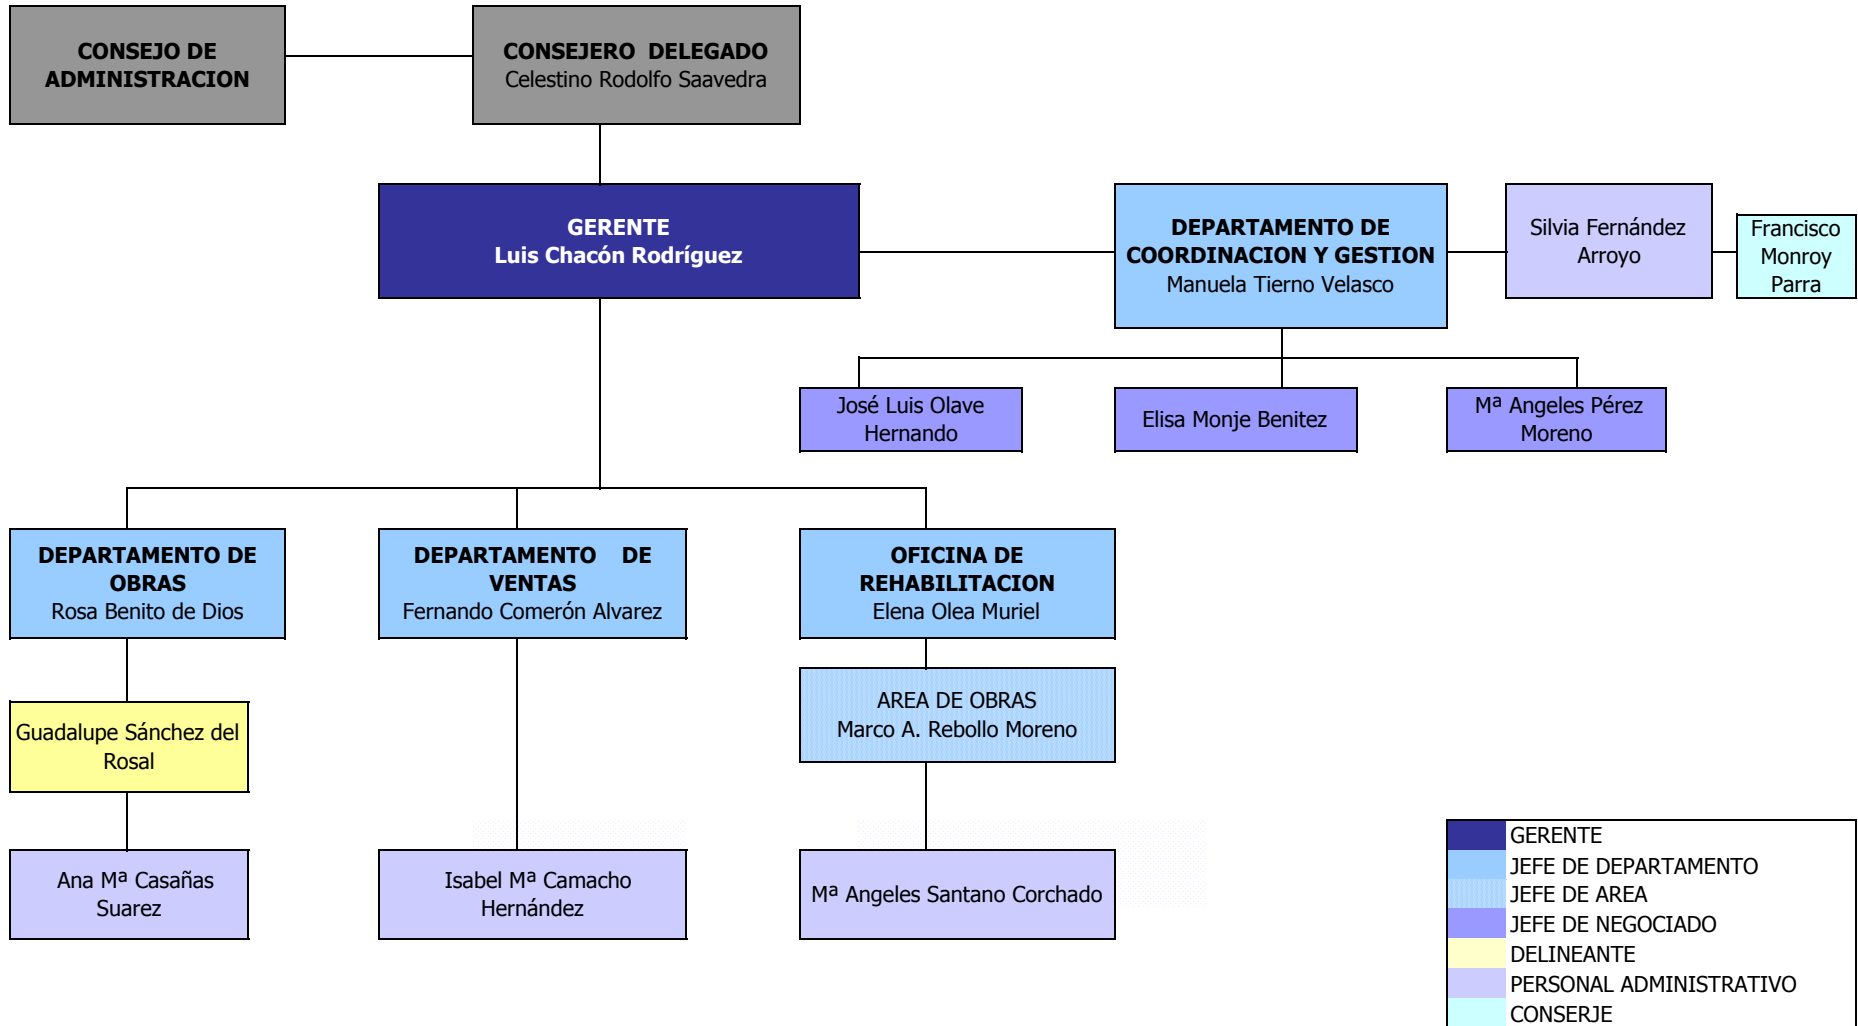 CONSEJO DE
ADMINISTRACION
CONSEJERO DELEGADO
Celestino Rodolfo Saavedra
GERENTE
Luis Chacón Rodríguez
DEPARTAMENTO DE
COORDINACION Y GESTION
Manuela Tierno Velasco
Silvia Fernández
Arroyo
Francisco
Monroy
Parra
José Luis Olave
Hernando
Elisa Monje Benitez
Mª Angeles Pérez
Moreno
DEPARTAMENTO DE
OBRAS
Rosa Benito de Dios
DEPARTAMENTO DE
VENTAS
Fernando Comerón Alvarez
OFICINA DE
REHABILITACION
Elena Olea Muriel
AREA DE OBRAS
Marco A. Rebollo Moreno
Guadalupe Sánchez del
Rosal
Ana Mª Casañas
Suarez
Isabel Mª Camacho
Hernández
Mª Angeles Santano Corchado
GERENTE
JEFE DE DEPARTAMENTO
JEFE DE AREA
JEFE DE NEGOCIADO
DELINEANTE
PERSONAL ADMINISTRATIVO
CONSERJE